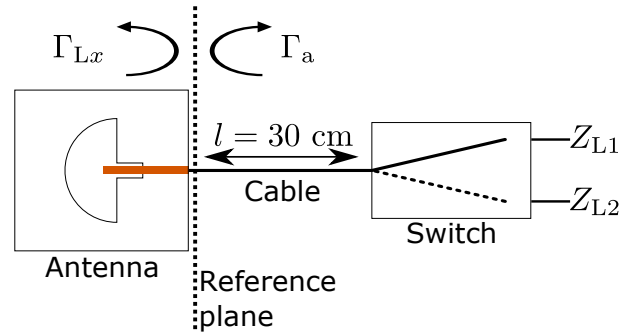 Γ_Lx
Γ_a
l = 30 cm
Z_L1
Cable
Z_L2
Switch
Antenna
Reference
plane